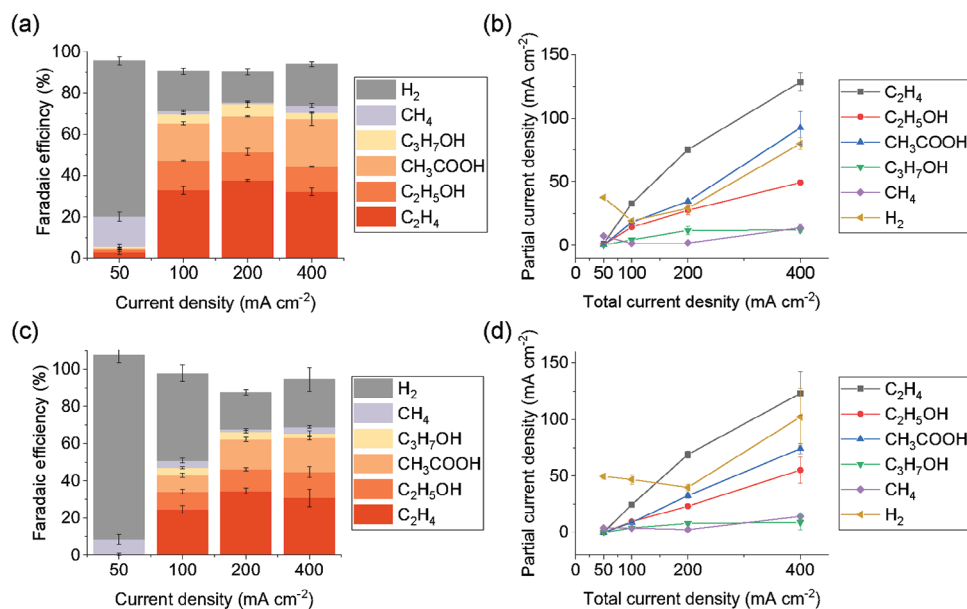 (a)
150
100
80
60
40
20
0
Faradaic efficincy (%)
50 100 200 400
Current density (mA cm⁻²)
H₂
CH₄
C₃H₇OH
CH₃COOH
C₂H₅OH
C₂H₄
(b)
100
50
0
Partial current density (mA cm⁻²)
0 50 100 200 400
Total current desnity (mA cm⁻²)
C₂H₄
C₂H₅OH
CH₃COOH
C₃H₇OH
CH₄
H₂
(c)
100
80
60
40
20
0
Faradaic efficiency (%)
50 100 200 400
Current density (mA cm⁻²)
H₂
CH₄
C₃H₇OH
CH₃COOH
C₂H₅OH
C₂H₄
(d)
150
100
50
0
Partial current density (mA cm⁻²)
0 50 100 200 400
Total current density (mA cm⁻²)
C₂H₄
C₂H₅OH
CH₃COOH
C₃H₇OH
CH₄
H₂